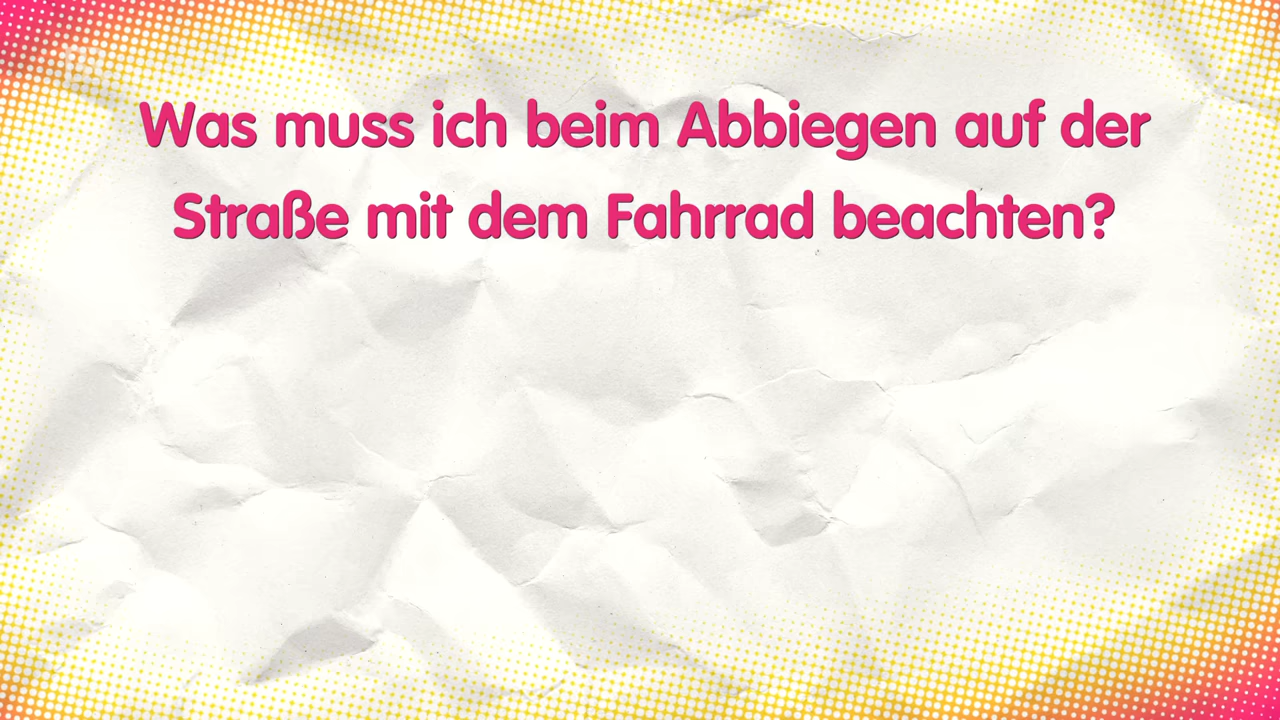 Was muss ich beim Abbiegen auf der
Straße mit dem Fahrrad beachten?